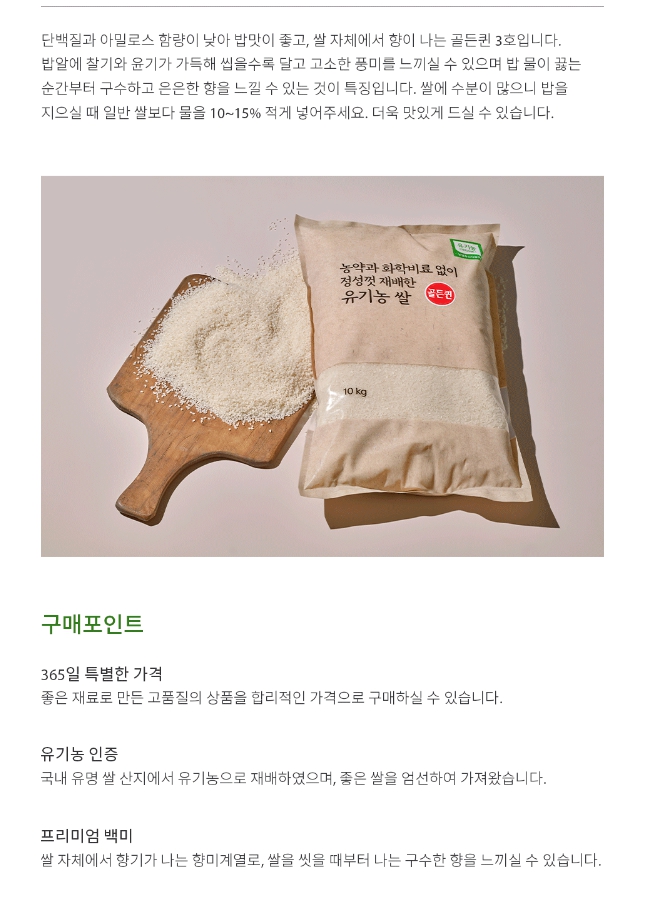 단백질과 아밀로스 함량이 낮아 밥맛이 좋고, 쌀 자체에서 향이 나는 골든퀸 3호입니다.
밥알에 찰기와 윤기가 가득해 씹을수록 달고 고소한 풍미를 느끼실 수 있으며 밥 물이 끓는
순간부터 구수하고 은은한 향을 느낄 수 있는 것이 특징입니다. 쌀에 수분이 많으니 밥을
지으실 때 일반 쌀보다 물을 10~15% 적게 넣어주세요. 더욱 맛있게 드실 수 있습니다.
유기농
농약과 화학비료 없이
정성껏 재배한
유기농 쌀 골든퀸
10 kg
구매포인트
365일 특별한 가격
좋은 재료로 만든 고품질의 상품을 합리적인 가격으로 구매하실 수 있습니다.
유기농 인증
국내 유명 쌀 산지에서 유기농으로 재배하였으며, 좋은 쌀을 엄선하여 가져왔습니다.
프리미엄 백미
쌀 자체에서 향기가 나는 향미계열로, 쌀을 씻을 때부터 나는 구수한 향을 느끼실 수 있습니다.